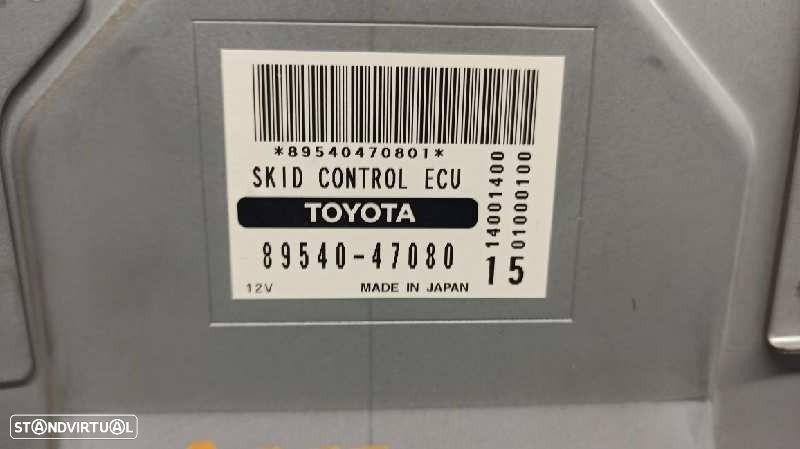 *89540470801*
SKID CONTROL ECU
TOYOTA
89540-47080
12V MADE IN JAPAN
14001400
01000100
15
STANDVIRTUAL